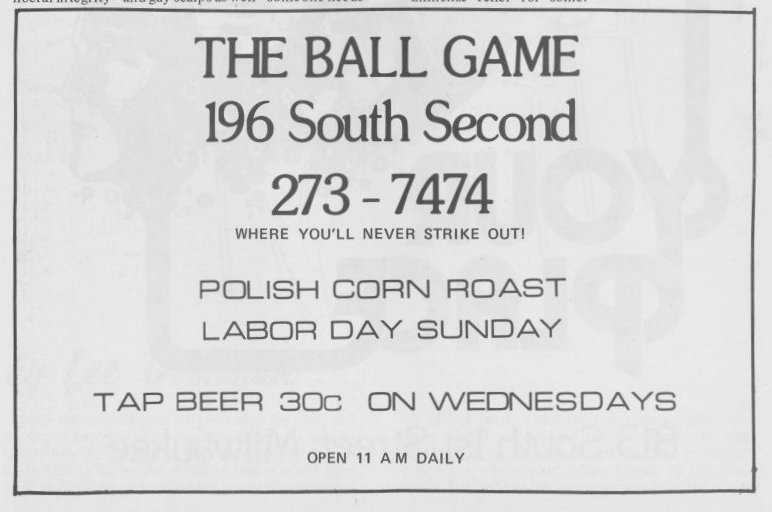 THE BALL GAME
196 South Second
273 - 7474
WHERE YOU'LL NEVER STRIKE OUT!
POLISH CORN ROAST
LABOR DAY SUNDAY
TAP BEER 30c ON WEDNESDAYS
OPEN 11 A M DAILY